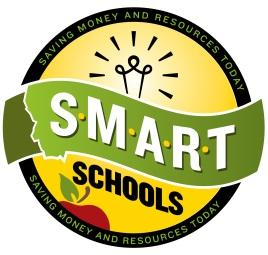 SAVING MONEY AND RESOURCES TODAY
S·M·A·R·T
SCHOOLS
SAVING MONEY AND RESOURCES TODAY